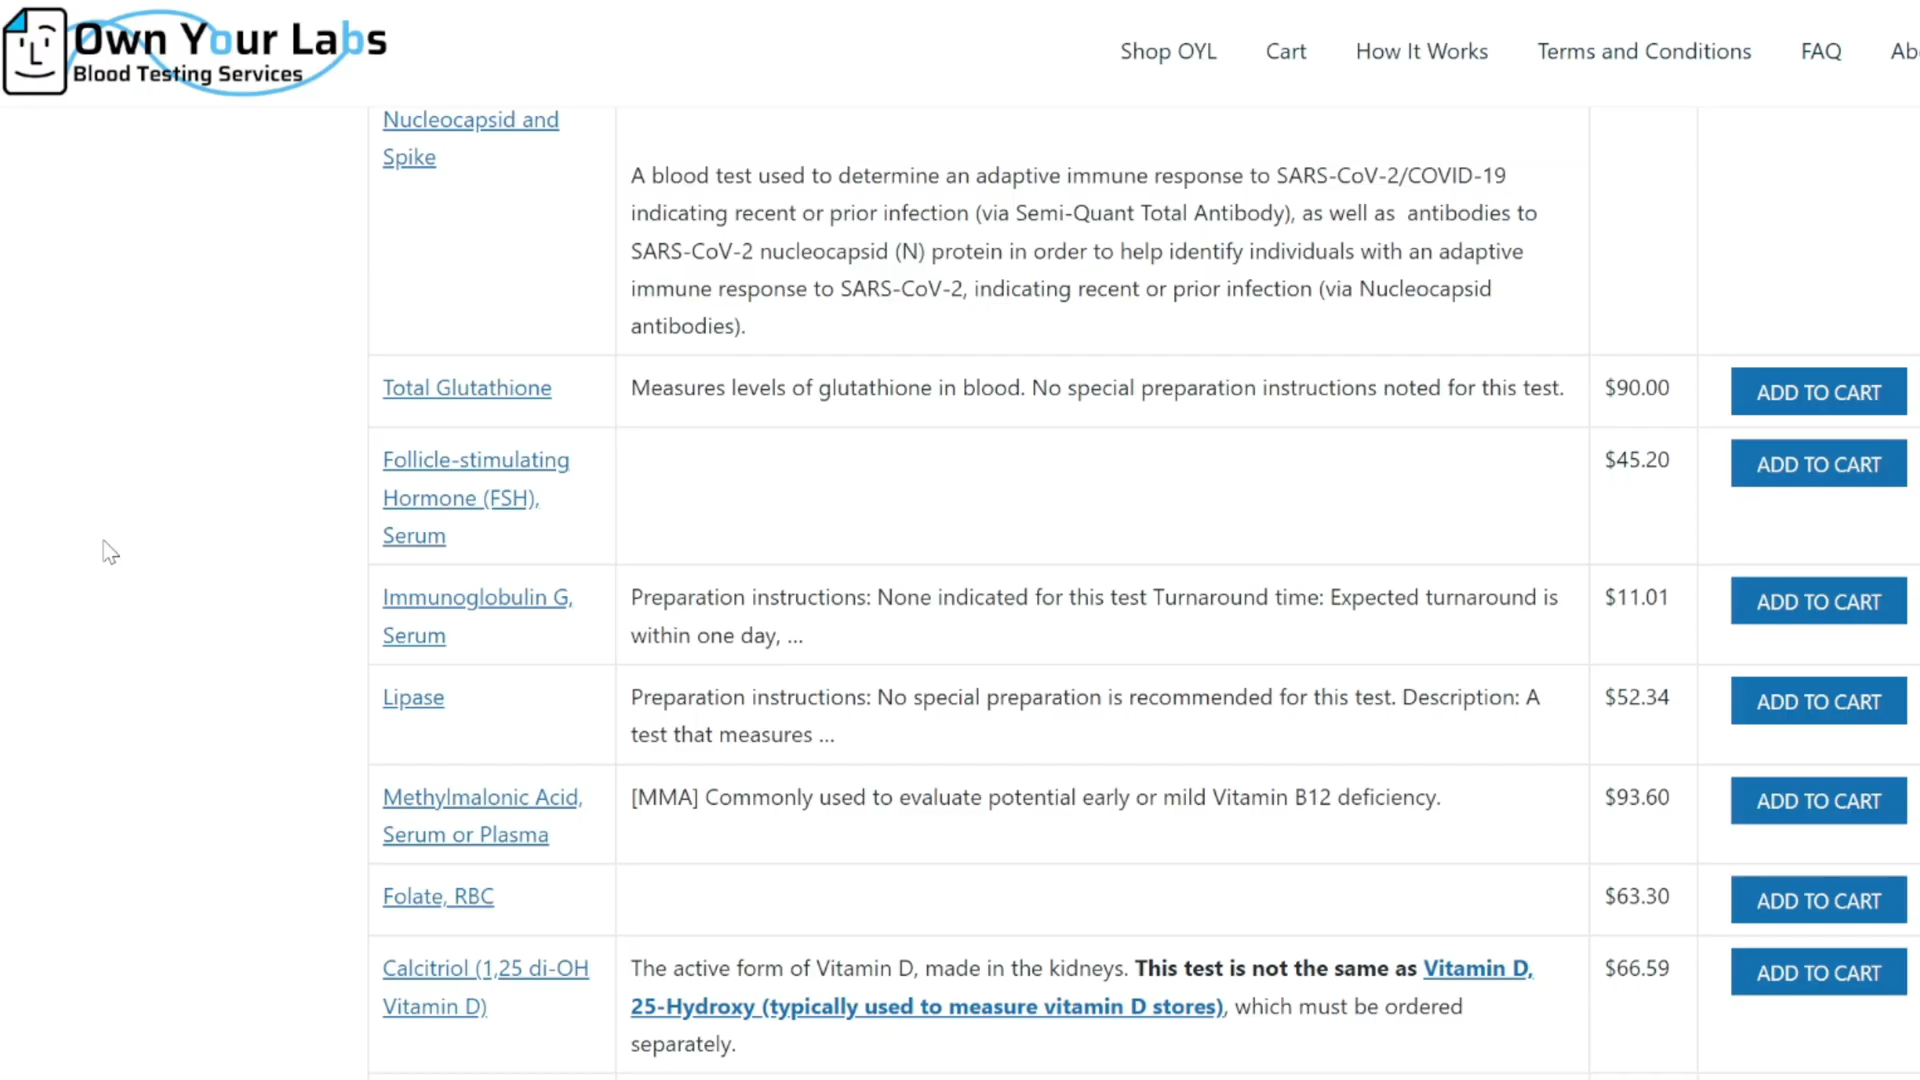 Own Your Labs
Blood Testing Services
Shop OYL Cart How It Works Terms and Conditions FAQ Ab
Nucleocapsid and
Spike
A blood test used to determine an adaptive immune response to SARS-CoV-2/COVID-19
indicating recent or prior infection (via Semi-Quant Total Antibody), as well as antibodies to
SARS-CoV-2 nucleocapsid (N) protein in order to help identify individuals with an adaptive
immune response to SARS-CoV-2, indicating recent or prior infection (via Nucleocapsid
antibodies).
Total Glutathione Measures levels of glutathione in blood. No special preparation instructions noted for this test. $90.00 ADD TO CART
Follicle-stimulating $45.20 ADD TO CART
Hormone (FSH),
Serum
Immunoglobulin G, Preparation instructions: None indicated for this test Turnaround time: Expected turnaround is $11.01 ADD TO CART
Serum within one day, ...
Lipase Preparation instructions: No special preparation is recommended for this test. Description: A $52.34 ADD TO CART
test that measures ...
Methylmalonic Acid, [MMA] Commonly used to evaluate potential early or mild Vitamin B12 deficiency. $93.60 ADD TO CART
Serum or Plasma
Folate, RBC $63.30 ADD TO CART
Calcitriol (1,25 di-OH The active form of Vitamin D, made in the kidneys. This test is not the same as Vitamin D, $66.59 ADD TO CART
Vitamin D) 25-Hydroxy (typically used to measure vitamin D stores), which must be ordered
separately.